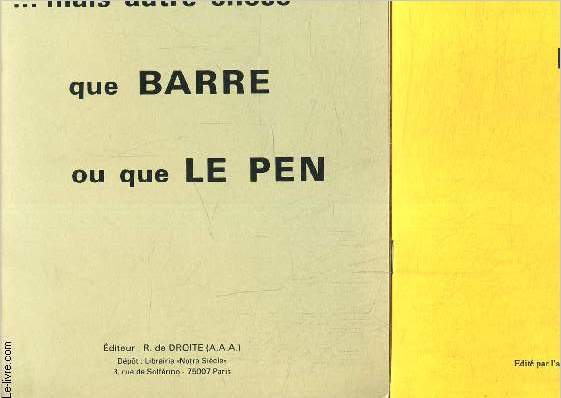 ... mais autre chose
que BARRE
ou que LE PEN
Éditeur : R. de DROITE (A.A.A.)
Dépôt : Librairie «Notre Siècle»
3, rue de Solférino - 75007 Paris
Edité par l'a
Le-livre.com